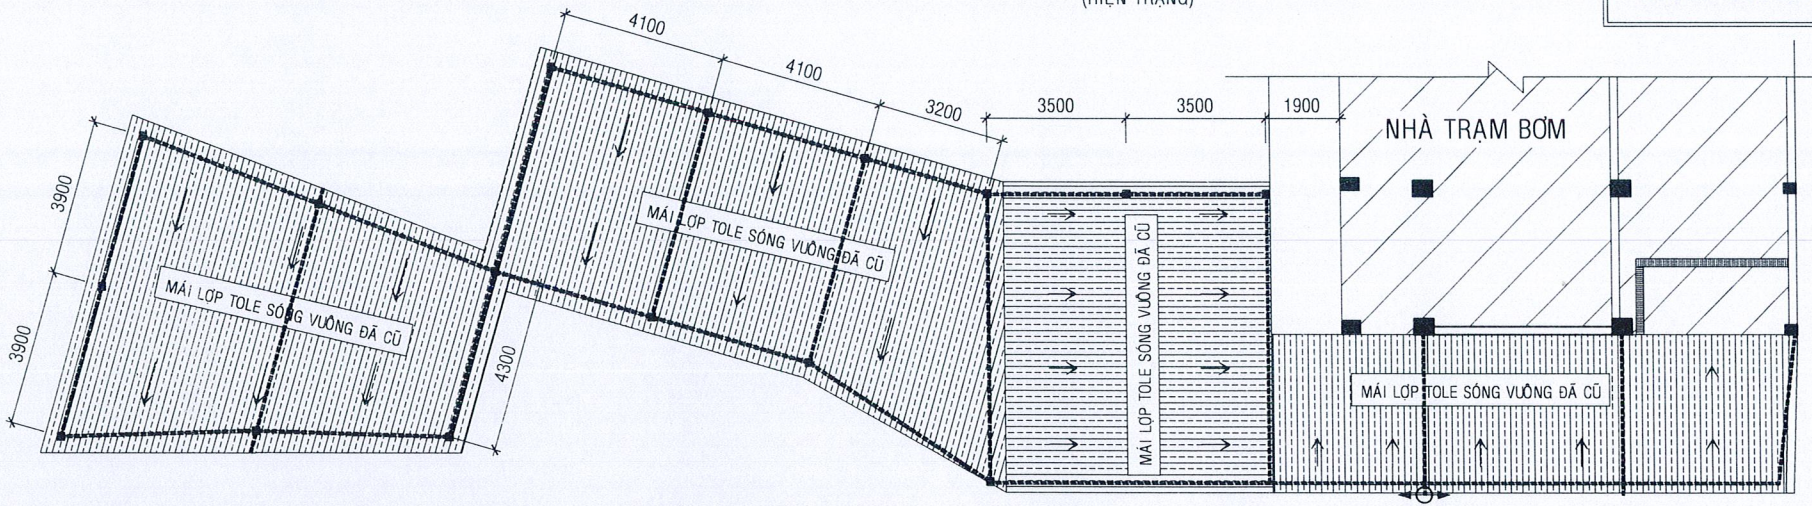 (HIỆN TRẠNG)
4100
4100
3200
3500
3500
1900
NHÀ TRẠM BƠM
3900
3900
4300
MÁI LỢP TOLE SÓNG VUÔNG ĐÃ CŨ
MÁI LỢP TOLE SÓNG VUÔNG ĐÃ CŨ
MÁI LỢP TOLE SÓNG VUÔNG ĐÃ CŨ
MÁI LỢP TOLE SÓNG VUÔNG ĐÃ CŨ